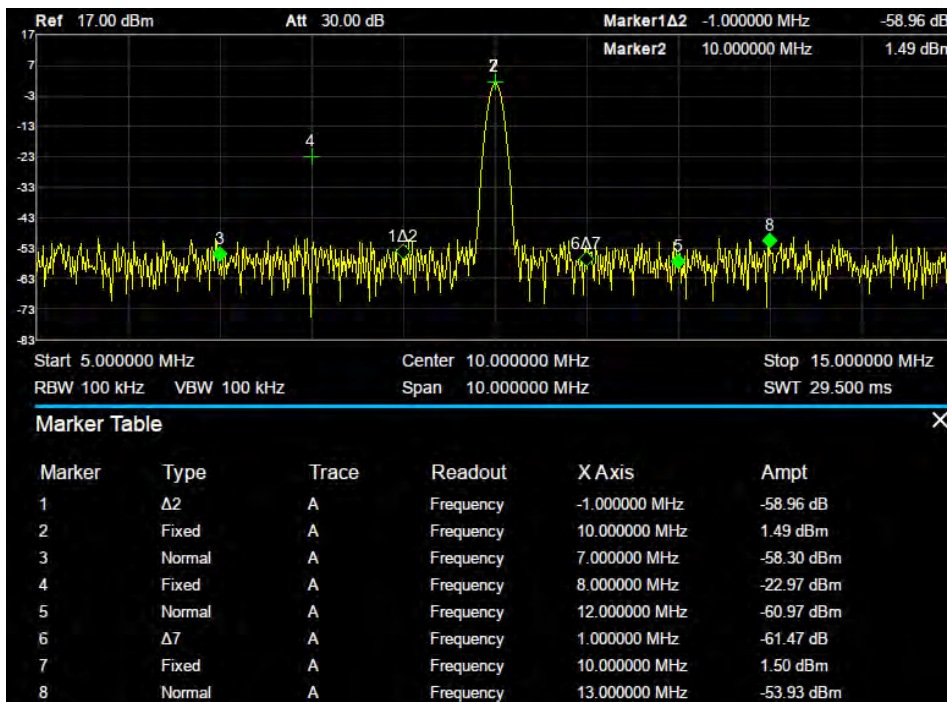 Ref 17.00 dBm Att 30.00 dB Marker1Δ2 -1.000000 MHz -58.96 dB
17 Marker2 10.000000 MHz 1.49 dBm
7
-3
-13
-23
-33
-43
-53
-63
-73
-83
4
3
1Δ2
6Δ7
5
8
Start 5.000000 MHz Center 10.000000 MHz Stop 15.000000 MHz
RBW 100 kHz VBW 100 kHz Span 10.000000 MHz SWT 29.500 ms
Marker Table
Marker Type Trace Readout X Axis Ampt
1 Δ2 A Frequency -1.000000 MHz -58.96 dB
2 Fixed A Frequency 10.000000 MHz 1.49 dBm
3 Normal A Frequency 7.000000 MHz -58.30 dBm
4 Fixed A Frequency 8.000000 MHz -22.97 dBm
5 Normal A Frequency 12.000000 MHz -60.97 dBm
6 Δ7 A Frequency 1.000000 MHz -61.47 dB
7 Fixed A Frequency 10.000000 MHz 1.50 dBm
8 Normal A Frequency 13.000000 MHz -53.93 dBm